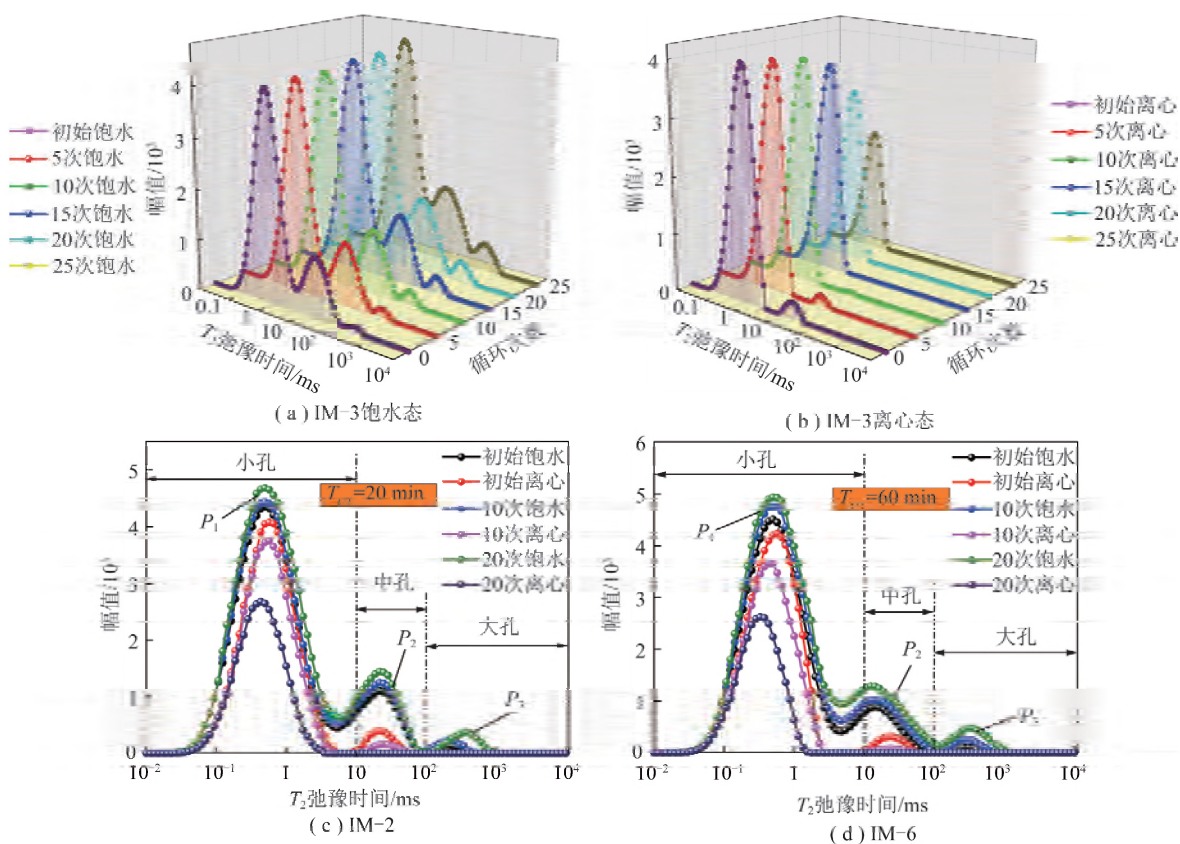 4
3
2
1
0
幅值/10³
初始饱水
5次饱水
10次饱水
15次饱水
20次饱水
25次饱水
0.1
1
10
10²
10³
10⁴
T₂弛豫时间/ms
0
5
10
15
20
25
循环次数
( a ) IM-3饱水态
4
3
2
1
0
幅值/10³
初始离心
5次离心
10次离心
15次离心
20次离心
25次离心
0.1
1
10
10²
10³
10⁴
T₂弛豫时间/ms
0
5
10
15
20
25
循环次数
( b ) IM-3离心态
5
4
3
2
1
0
幅值/10³
小孔
=20 min
初始饱水
初始离心
10次饱水
10次离心
20次饱水
20次离心
P₁
中孔
P₂
大孔
P₃
10⁻²
10⁻¹
1
10
10²
10³
10⁴
T₂弛豫时间/ms
( c ) IM-2
6
5
4
3
2
1
0
幅值/10³
小孔
=60 min
初始饱水
初始离心
10次饱水
10次离心
20次饱水
20次离心
中孔
P₂
大孔
10⁻²
10⁻¹
1
10
10²
10³
10⁴
T₂弛豫时间/ms
( d ) IM-6